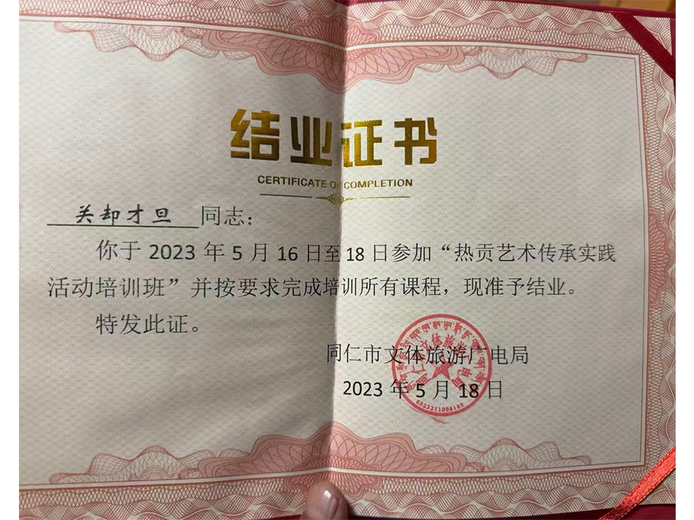 结业证书
CERTIFICATE OF COMPLETION
关却才旦 同志：
你于 2023 年 5 月 16 日至 18 日参加“热贡艺术传承实践
活动培训班”并按要求完成培训所有课程，现准予结业。
特发此证。
同仁市文体旅游广电局
2023 年 5 月 18 日